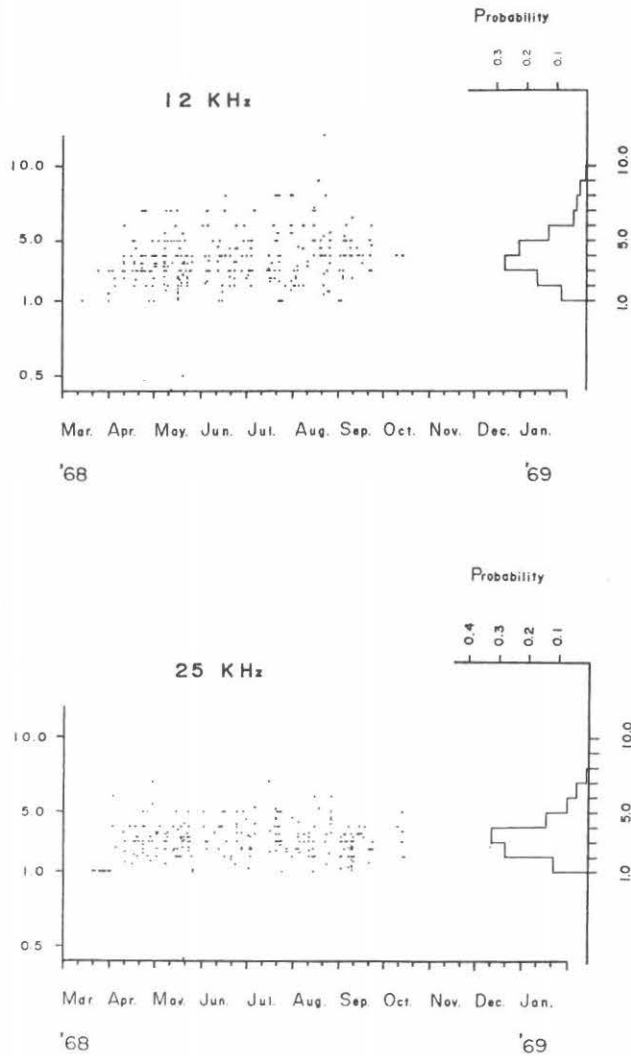 Probability
0.3 0.2 0.1
12 KHz
10.0
5.0
1.0
0.5
10.0
5.0
1.0
Mar. Apr. May. Jun. Jul. Aug. Sep. Oct. Nov. Dec. Jan.
'68 '69
Probability
0.4 0.3 0.2 0.1
25 KHz
10.0
5.0
1.0
0.5
10.0
5.0
1.0
Mar Apr. May. Jun. Jul. Aug. Sep. Oct. Nov. Dec. Jan.
'68 '69